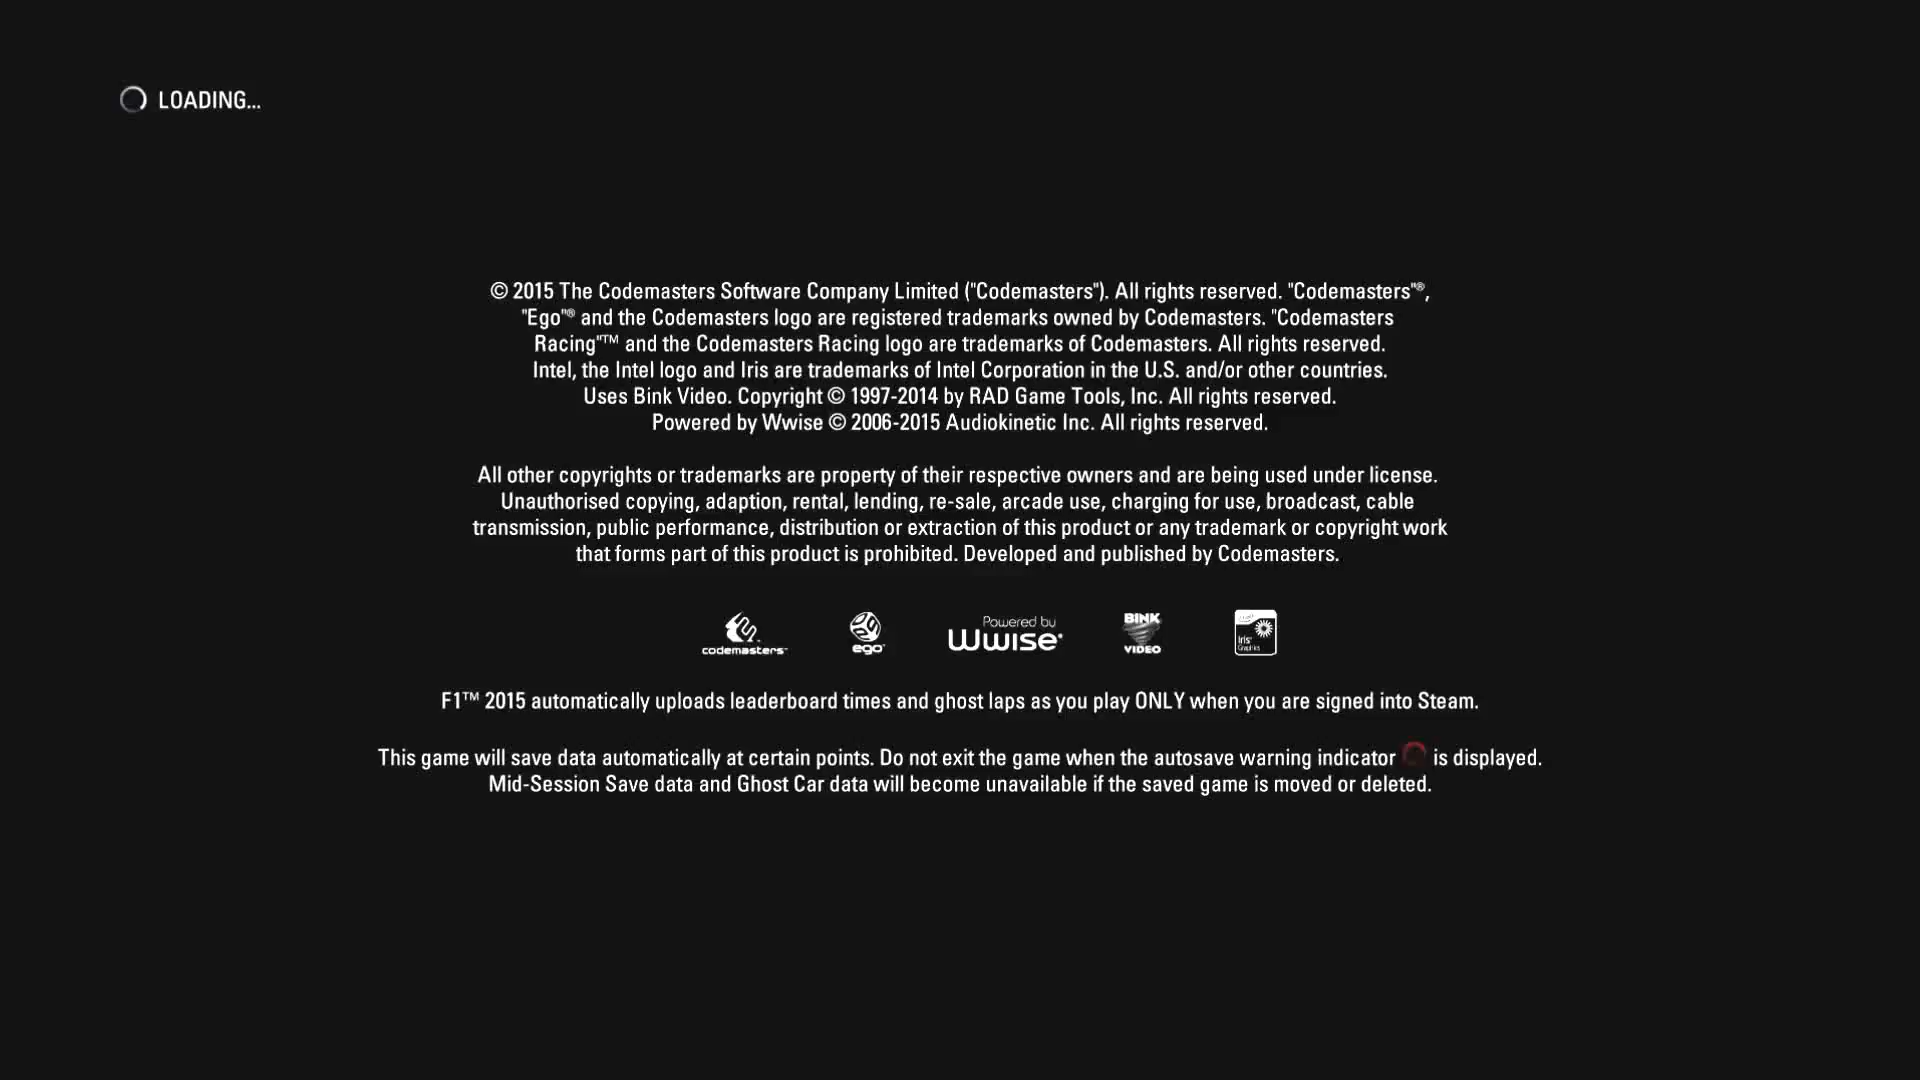 LOADING...
© 2015 The Codemasters Software Company Limited ("Codemasters"). All rights reserved. "Codemasters"®,
"Ego"® and the Codemasters logo are registered trademarks owned by Codemasters. "Codemasters
Racing"™ and the Codemasters Racing logo are trademarks of Codemasters. All rights reserved.
Intel, the Intel logo and Iris are trademarks of Intel Corporation in the U.S. and/or other countries.
Uses Bink Video. Copyright © 1997-2014 by RAD Game Tools, Inc. All rights reserved.
Powered by Wwise © 2006-2015 Audiokinetic Inc. All rights reserved.
All other copyrights or trademarks are property of their respective owners and are being used under license.
Unauthorised copying, adaption, rental, lending, re-sale, arcade use, charging for use, broadcast, cable
transmission, public performance, distribution or extraction of this product or any trademark or copyright work
that forms part of this product is prohibited. Developed and published by Codemasters.
codemasters™
ego™
Powered by
Wwise®
BINK
VIDEO
Iris™
Graphics
F1™ 2015 automatically uploads leaderboard times and ghost laps as you play ONLY when you are signed into Steam.
This game will save data automatically at certain points. Do not exit the game when the autosave warning indicator is displayed.
Mid-Session Save data and Ghost Car data will become unavailable if the saved game is moved or deleted.